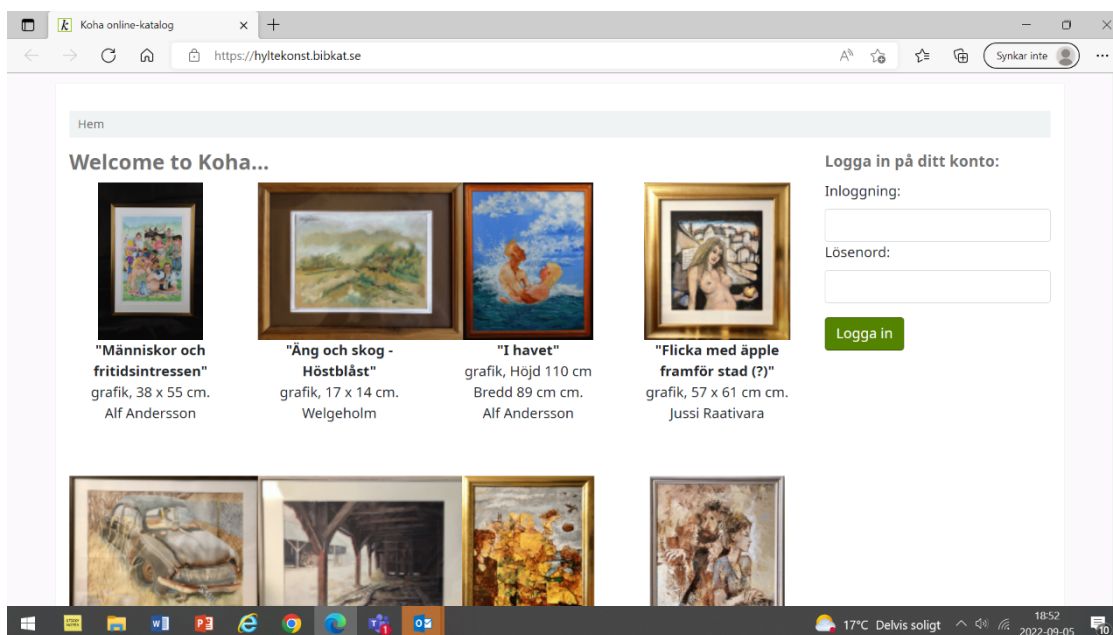 Koha online-katalog
https://hyltekonst.bibkat.se
Synkar inte
Hem
Welcome to Koha...
"Människor och
fritidsintressen"
grafik, 38 x 55 cm.
Alf Andersson
"Äng och skog -
Höstblåst"
grafik, 17 x 14 cm.
Welgeholm
"I havet"
grafik, Höjd 110 cm
Bredd 89 cm cm.
Alf Andersson
"Flicka med äpple
framför stad (?)"
grafik, 57 x 61 cm cm.
Jussi Raativara
Logga in på ditt konto:
Inloggning:
Lösenord:
Logga in
17°C Delvis soligt
18:52
2022-09-05